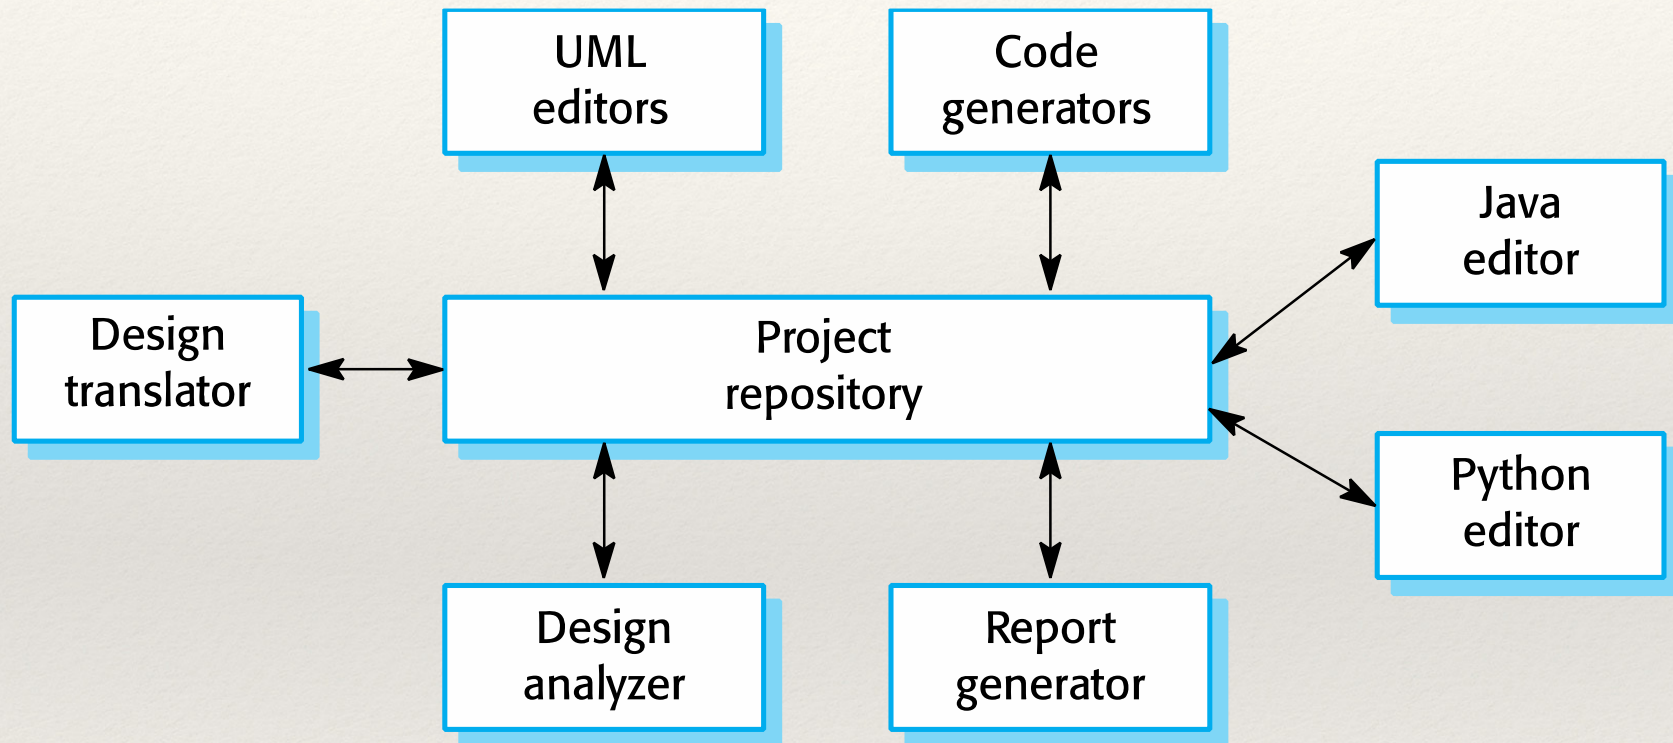 UML
editors
Code
generators
Java
editor
Design
translator
Project
repository
Python
editor
Design
analyzer
Report
generator